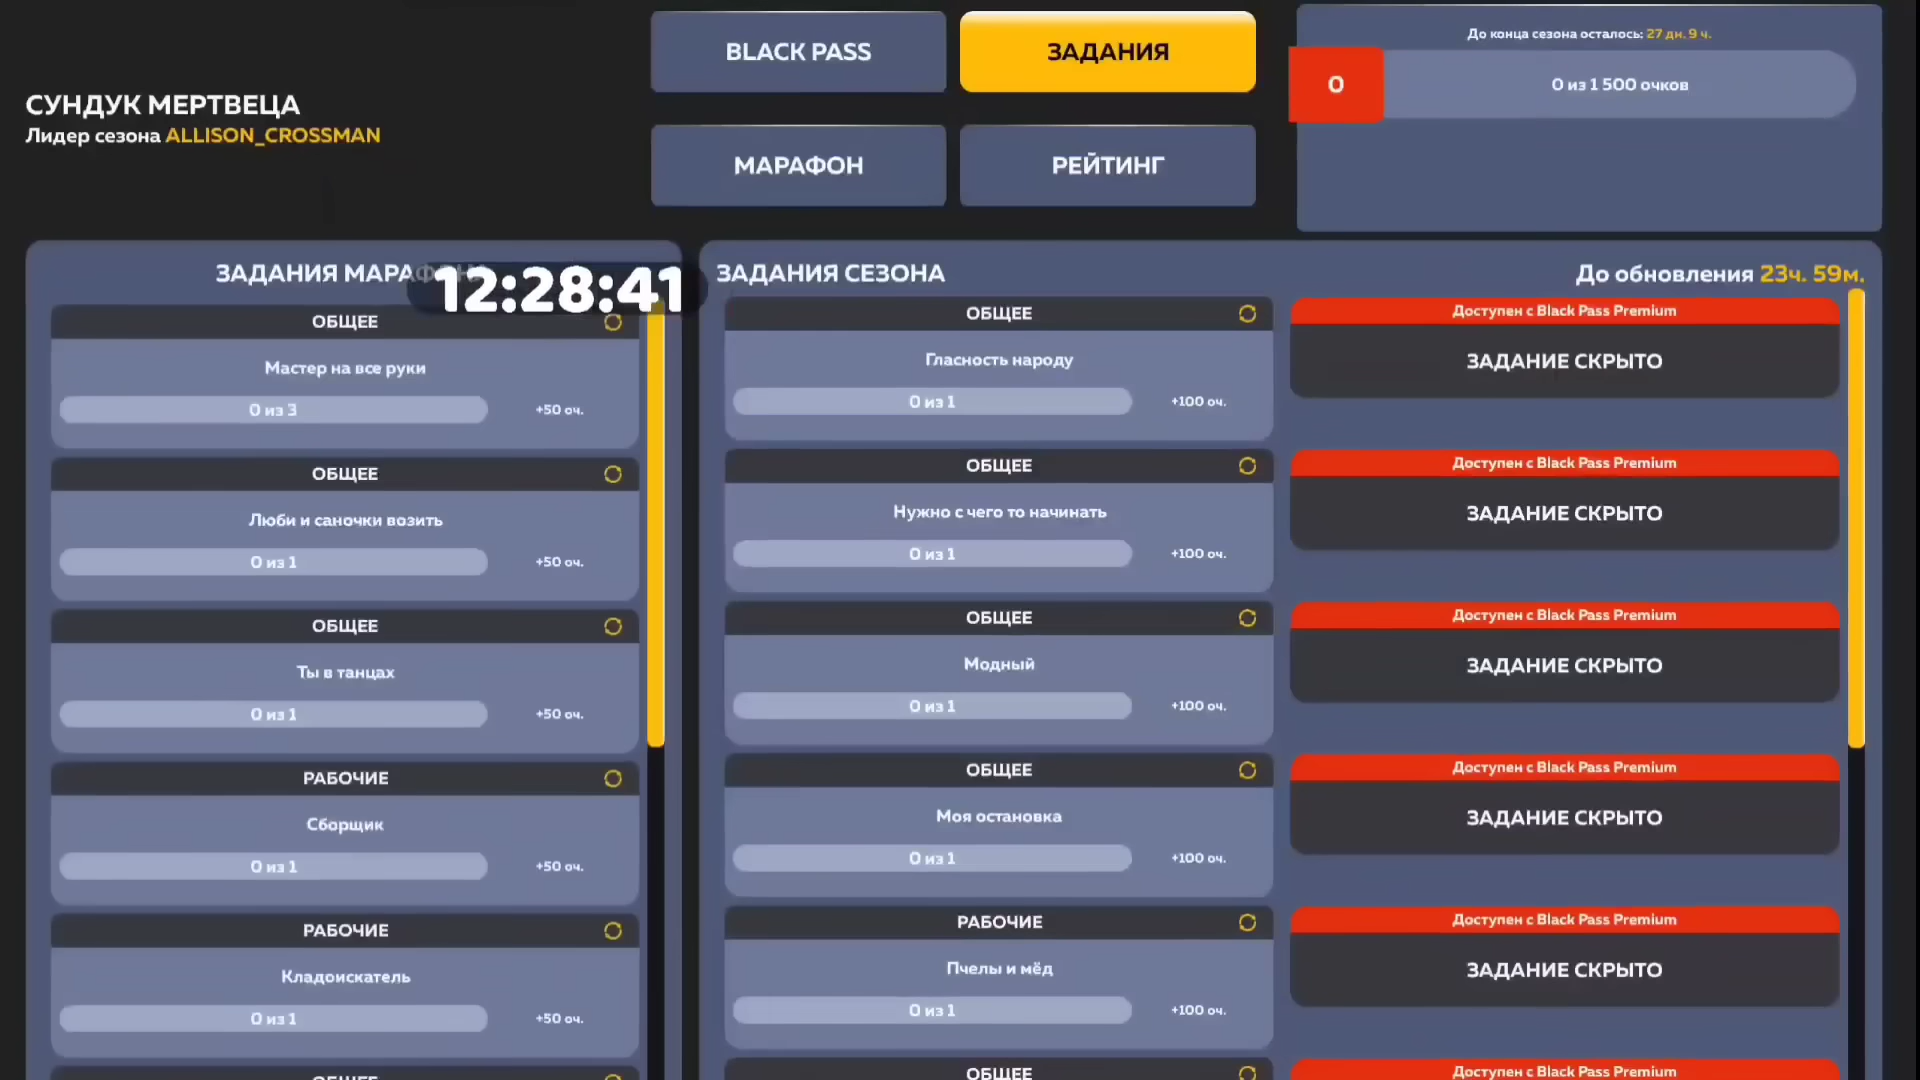 СУНДУК МЕРТВЕЦА
Лидер сезона ALLISON_CROSSMAN
BLACK PASS
ЗАДАНИЯ
МАРАФОН
РЕЙТИНГ
До конца сезона осталось: 27 дн. 9 ч.
0
0 из 1 500 очков
ЗАДАНИЯ МАРАФОНА
12:28:41
ОБЩЕЕ
Мастер на все руки
0 из 3
+50 оч.
ОБЩЕЕ
Люби и саночки возить
0 из 1
+50 оч.
ОБЩЕЕ
Ты в танцах
0 из 1
+50 оч.
РАБОЧИЕ
Сборщик
0 из 1
+50 оч.
РАБОЧИЕ
Кладоискатель
0 из 1
+50 оч.
ОБЩЕЕ
ЗАДАНИЯ СЕЗОНА
До обновления 23ч. 59м.
ОБЩЕЕ
Гласность народу
0 из 1
+100 оч.
ОБЩЕЕ
Нужно с чего то начинать
0 из 1
+100 оч.
ОБЩЕЕ
Модный
0 из 1
+100 оч.
ОБЩЕЕ
Моя остановка
0 из 1
+100 оч.
РАБОЧИЕ
Пчелы и мёд
0 из 1
+100 оч.
ОБЩЕЕ
Доступен с Black Pass Premium
ЗАДАНИЕ СКРЫТО
Доступен с Black Pass Premium
ЗАДАНИЕ СКРЫТО
Доступен с Black Pass Premium
ЗАДАНИЕ СКРЫТО
Доступен с Black Pass Premium
ЗАДАНИЕ СКРЫТО
Доступен с Black Pass Premium
ЗАДАНИЕ СКРЫТО
Доступен с Black Pass Premium